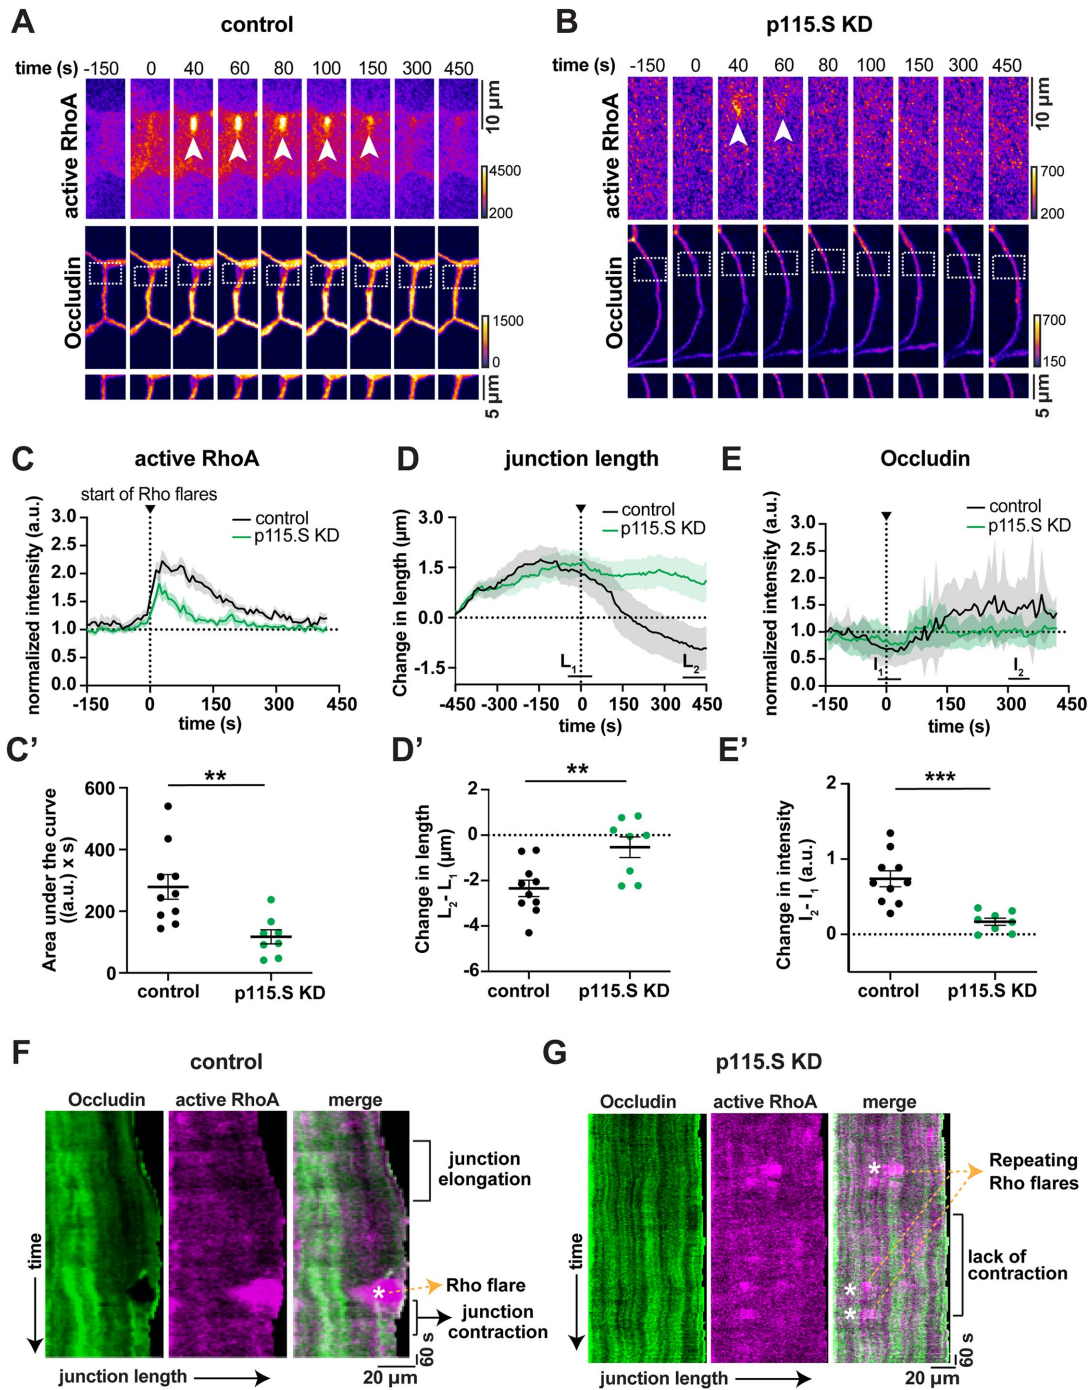 A
control
time (s) -150 0 40 60 80 100 150 300 450
active RhoA
10 µm
4500
200
Occludin
1500
0
5 µm
B
p115.S KD
time (s) -150 0 40 60 80 100 150 300 450
active RhoA
10 µm
700
200
Occludin
700
150
5 µm
C
active RhoA
start of Rho flares
control
p115.S KD
normalized intensity (a.u.)
3.0
2.5
2.0
1.5
1.0
0.5
0.0
-150 0 150 300 450
time (s)
D
junction length
control
p115.S KD
Change in length (µm)
3.0
1.5
0.0
-1.5
L1
L2
-450 -300 -150 0 150 300 450
time (s)
E
Occludin
control
p115.S KD
normalized intensity (a.u.)
3.0
2.5
2.0
1.5
1.0
0.5
0.0
I1
I2
-150 0 150 300 450
time (s)
C'
**
Area under the curve
((a.u.) x s)
600
400
200
0
control p115.S KD
D'
**
Change in length
L2- L1 (µm)
2
0
-2
-4
-6
control p115.S KD
E'
***
Change in intensity
I2- I1 (a.u.)
2
1
0
control p115.S KD
F
control
Occludin active RhoA merge
time
junction
elongation
*
Rho flare
junction
contraction
60 s
junction length
20 µm
G
p115.S KD
Occludin active RhoA merge
time
*
Repeating
Rho flares
lack of
contraction
*
*
60 s
junction length
20 µm